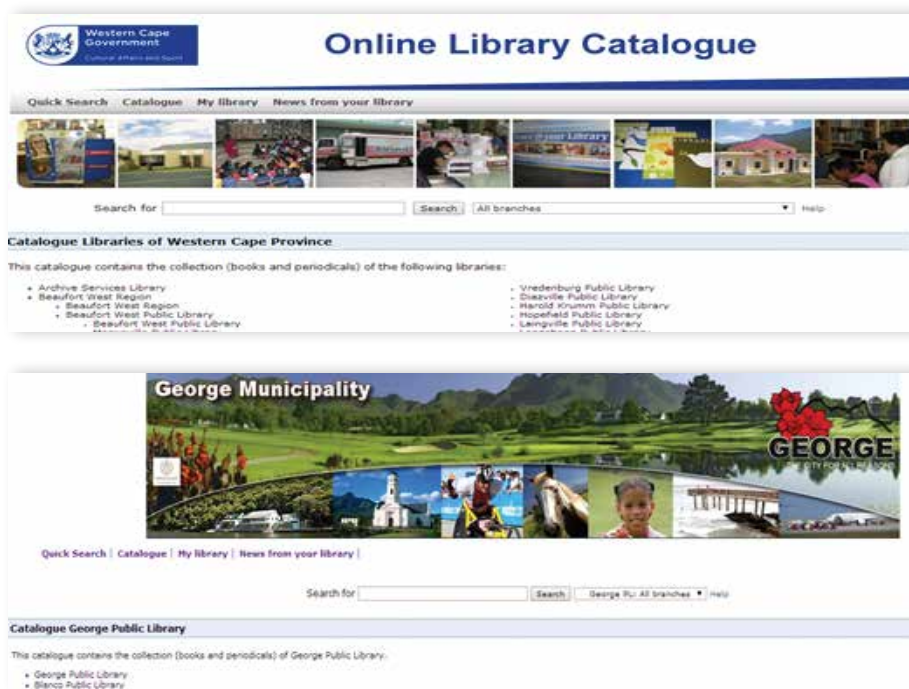 Western Cape
Government
Cultural Affairs and Sport
Online Library Catalogue
Quick Search Catalogue My library News from your library
Search for Search All branches Help
Catalogue Libraries of Western Cape Province
This catalogue contains the collection (books and periodicals) of the following libraries:
Archive Services Library
Beaufort West Region
Beaufort West Region
Beaufort West Public Library
Beaufort West Public Library
Vredenburg Public Library
Diazville Public Library
Harold Krumm Public Library
Hopefield Public Library
Laingville Public Library
George Municipality
GEORGE
Quick Search | Catalogue | My library | News from your library |
Search for Search George PL: All branches Help
Catalogue George Public Library
This catalogue contains the collection (books and periodicals) of George Public Library.
George Public Library
Blanco Public Library